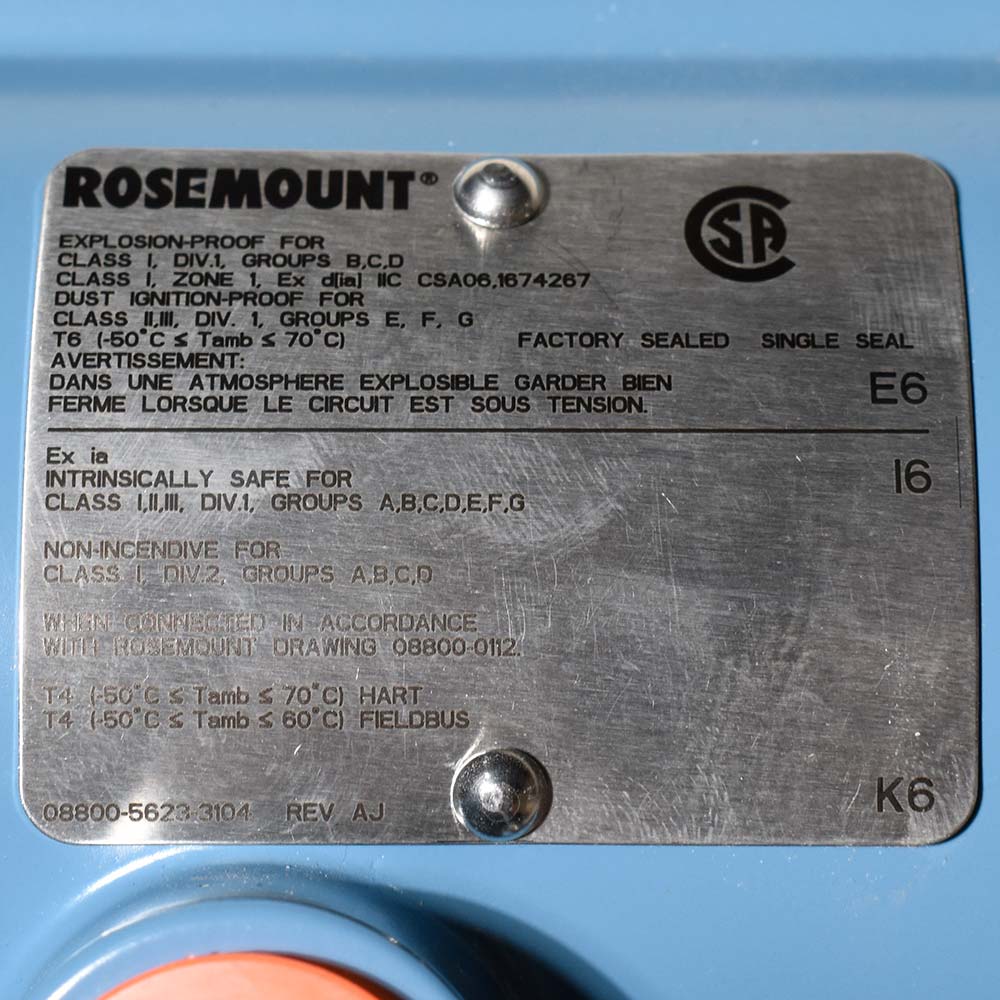 ROSEMOUNT®
CSA
EXPLOSION-PROOF FOR
CLASS I, DIV.1, GROUPS B,C,D
CLASS I, ZONE 1, Ex d[ia] IIC CSA06.1674267
DUST IGNITION-PROOF FOR
CLASS II,III, DIV. 1, GROUPS E, F, G
T6 (-50°C ≤ Tamb ≤ 70°C) FACTORY SEALED SINGLE SEAL
AVERTISSEMENT:
DANS UNE ATMOSPHERE EXPLOSIBLE GARDER BIEN E6
FERME LORSQUE LE CIRCUIT EST SOUS TENSION.
Ex ia
INTRINSICALLY SAFE FOR I6
CLASS I,II,III, DIV.1, GROUPS A,B,C,D,E,F,G
NON-INCENDIVE FOR
CLASS I, DIV.2, GROUPS A,B,C,D
WHEN CONNECTED IN ACCORDANCE
WITH ROSEMOUNT DRAWING 08800-0112.
T4 (-50°C ≤ Tamb ≤ 70°C) HART
T4 (-50°C ≤ Tamb ≤ 60°C) FIELDBUS
08800-5623-3104 REV AJ K6